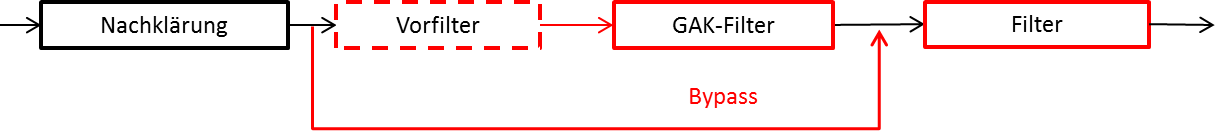 Nachklärung
Vorfilter
GAK-Filter
Filter
Bypass